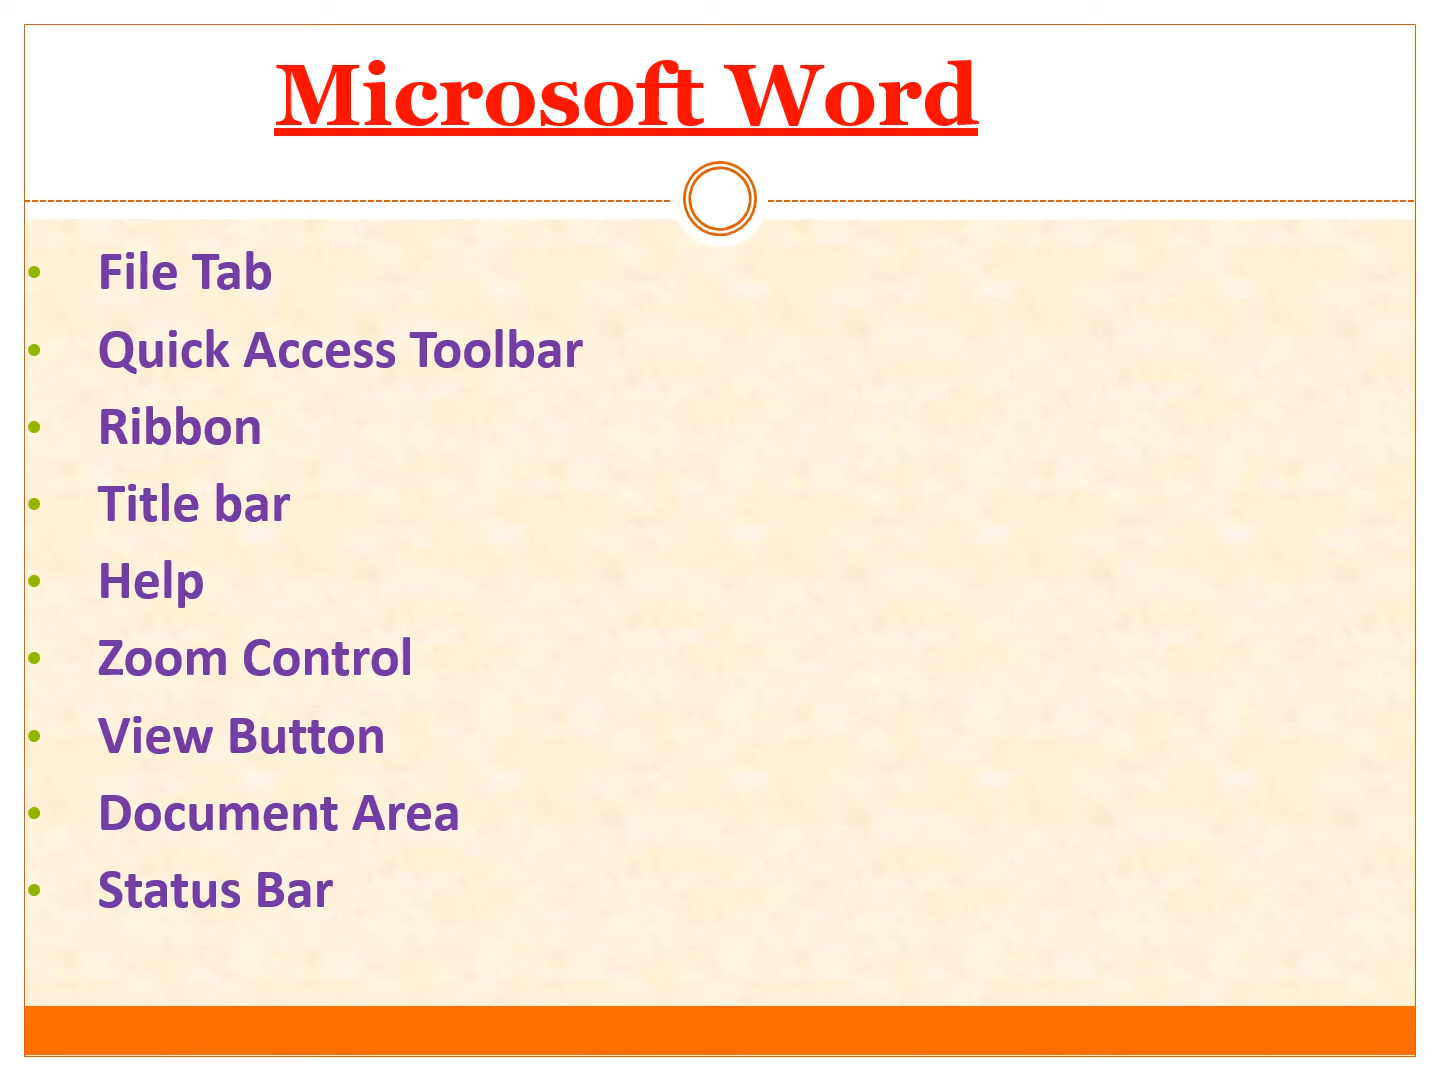 Microsoft Word
• File Tab
• Quick Access Toolbar
• Ribbon
• Title bar
• Help
• Zoom Control
• View Button
• Document Area
• Status Bar